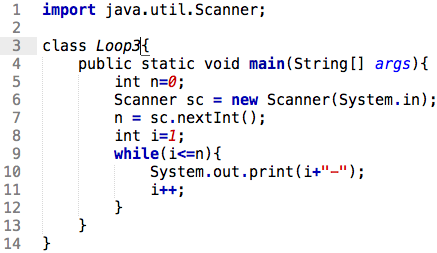 1 import java.util.Scanner;
2
3 class Loop3{
4     public static void main(String[] args){
5         int n=0;
6         Scanner sc = new Scanner(System.in);
7         n = sc.nextInt();
8         int i=1;
9         while(i<=n){
10             System.out.print(i+"-");
11             i++;
12         }
13     }
14 }